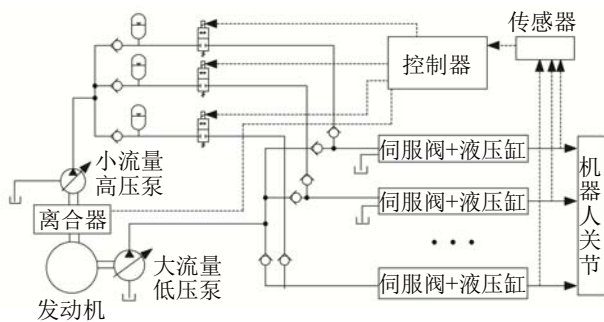 传感器
控制器
小流量
高压泵
离合器
发动机
大流量
低压泵
伺服阀+液压缸
伺服阀+液压缸
伺服阀+液压缸
机器人关节